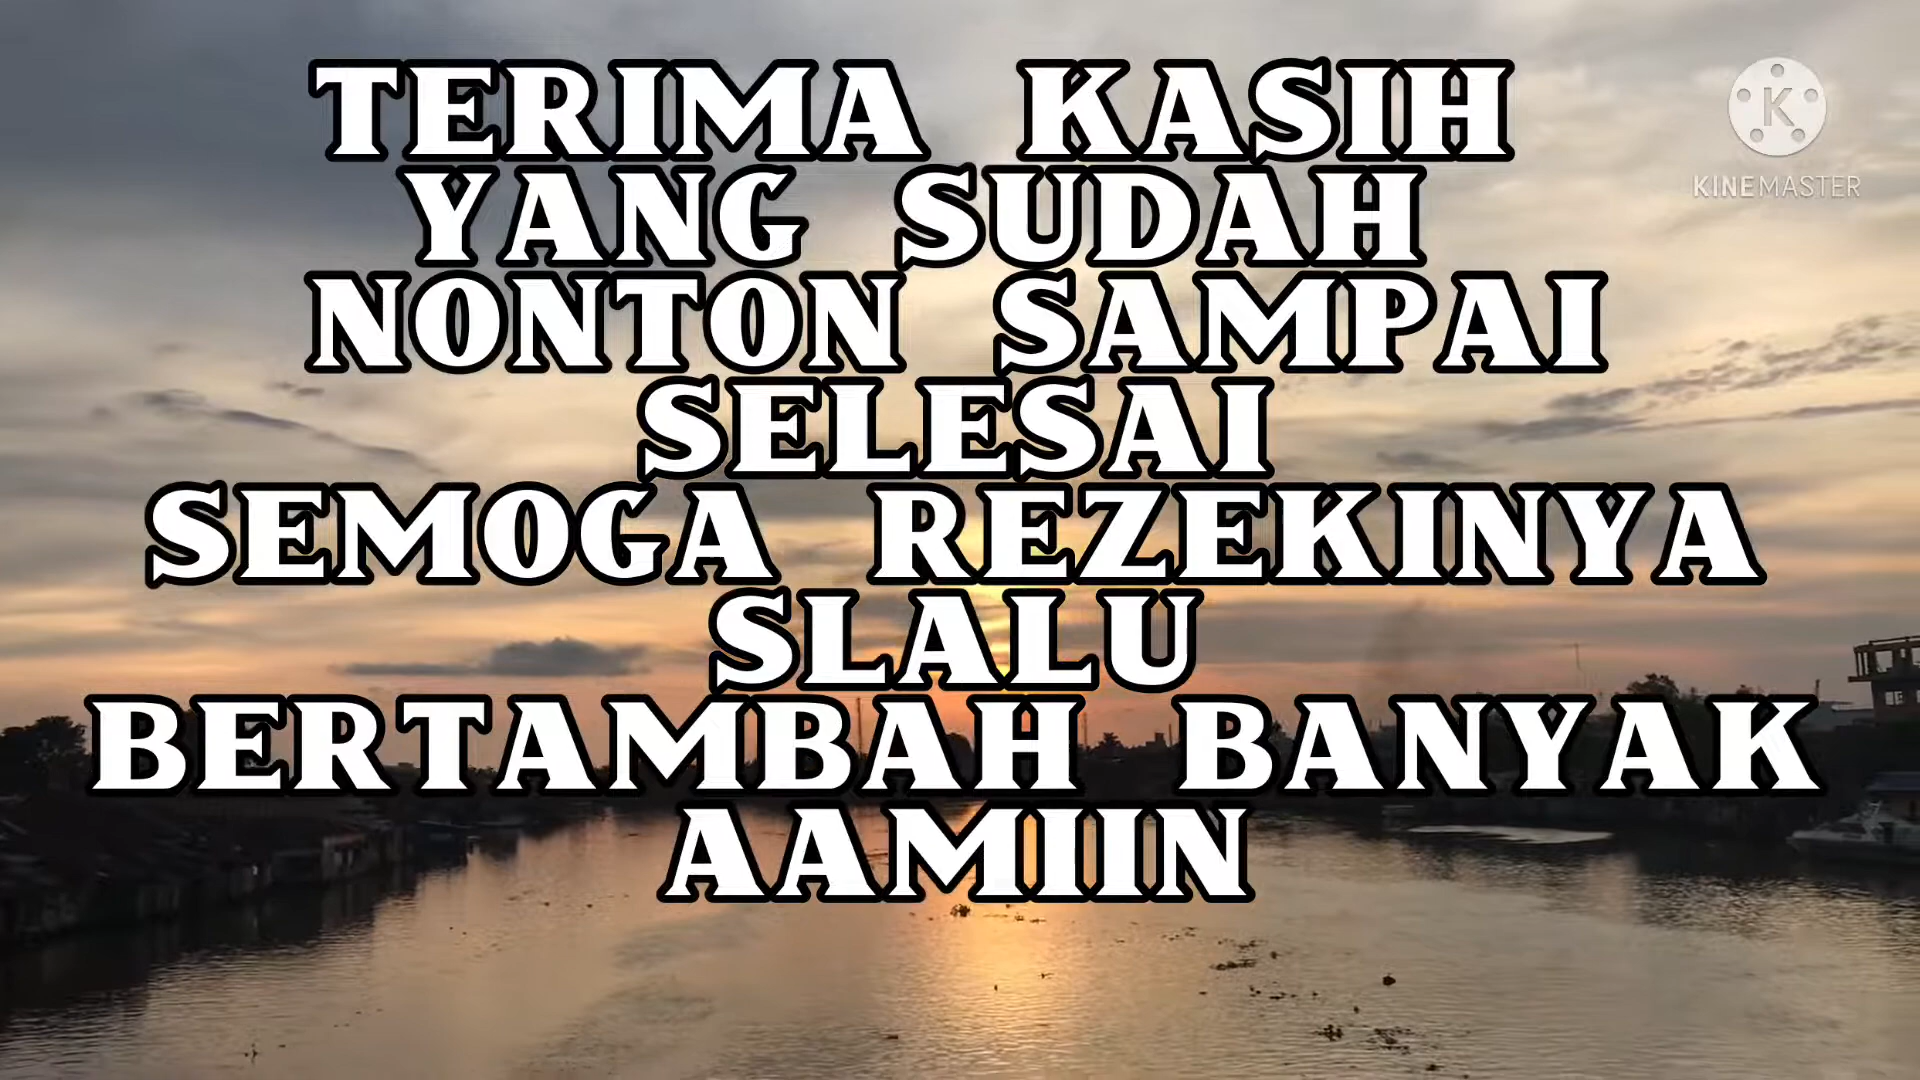 TERIMA KASIH
YANG SUDAH
NONTON SAMPAI
SELESAI
SEMOGA REZEKINYA
SLALU
BERTAMBAH BANYAK
AAMIIN
K
KINEMASTER